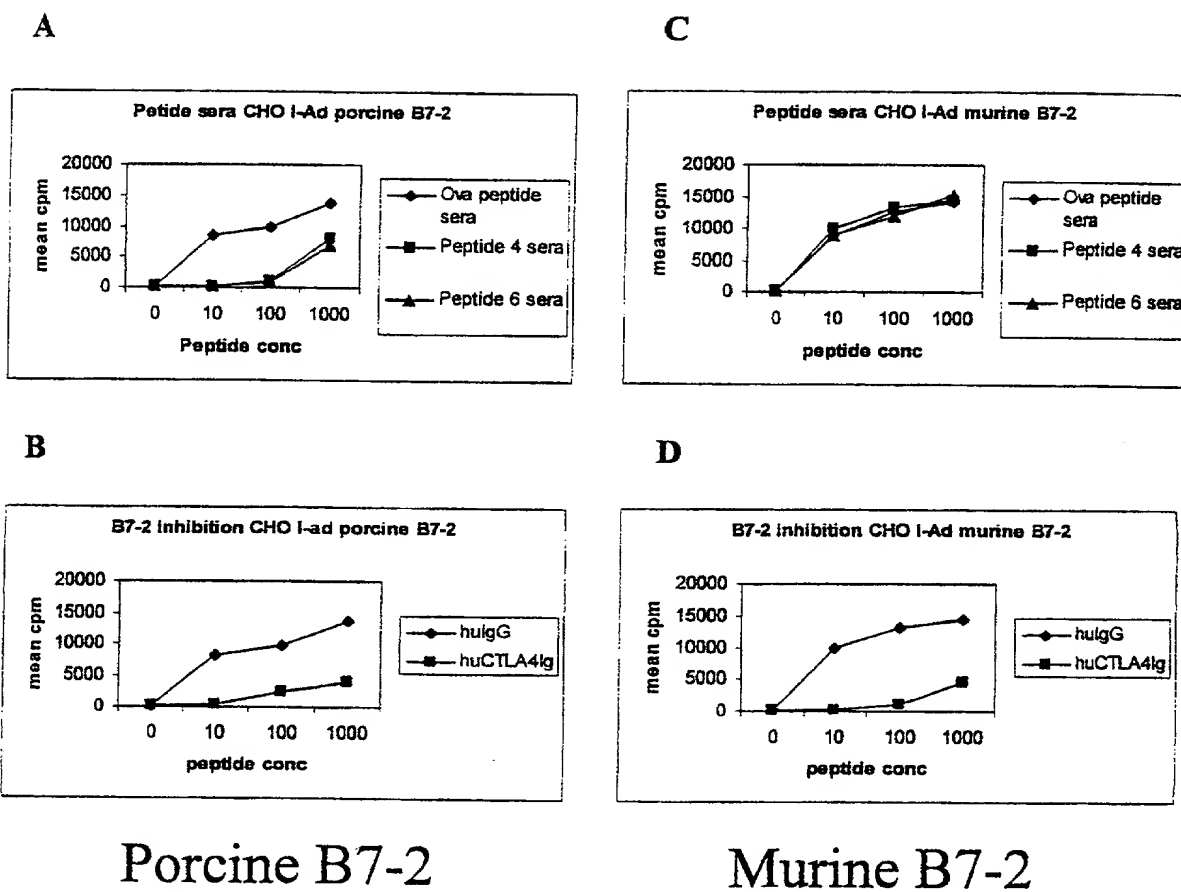 A
Petide sera CHO I-Ad porcine B7-2
mean cpm
20000
15000
10000
5000
0
0 10 100 1000
Peptide conc
Ova peptide
sera
Peptide 4 sera
Peptide 6 sera
C
Peptide sera CHO I-Ad murine B7-2
mean cpm
20000
15000
10000
5000
0
0 10 100 1000
peptide conc
Ova peptide
sera
Peptide 4 sera
Peptide 6 sera
B
B7-2 inhibition CHO I-ad porcine B7-2
mean cpm
20000
15000
10000
5000
0
0 10 100 1000
peptide conc
huIgG
huCTLA4Ig
D
B7-2 inhibition CHO I-Ad murine B7-2
mean cpm
20000
15000
10000
5000
0
0 10 100 1000
peptide conc
huIgG
huCTLA4Ig
Porcine B7-2
Murine B7-2